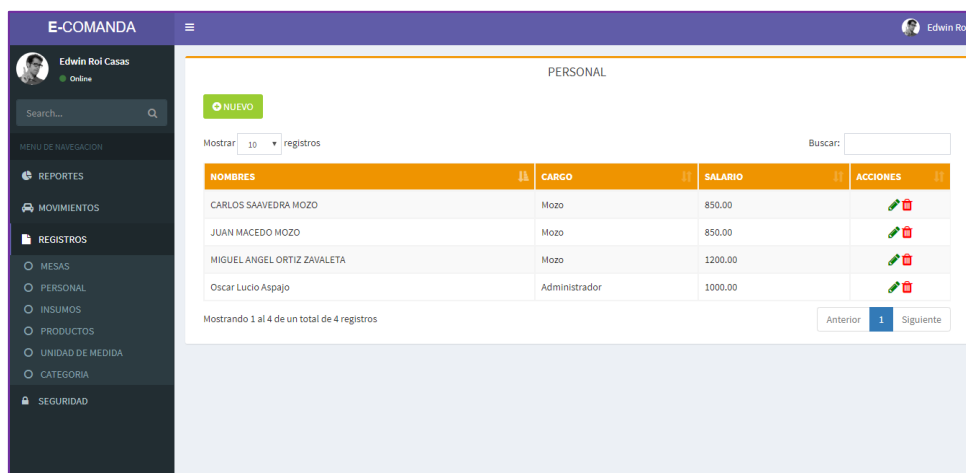 E-COMANDA
Edwin Ro
Edwin Roi Casas
Online
Search...
MENU DE NAVEGACION
REPORTES
MOVIMIENTOS
REGISTROS
MESAS
PERSONAL
INSUMOS
PRODUCTOS
UNIDAD DE MEDIDA
CATEGORIA
SEGURIDAD
PERSONAL
NUEVO
Mostrar 10 registros Buscar:
NOMBRES CARGO SALARIO ACCIONES
CARLOS SAAVEDRA MOZO Mozo 850.00
JUAN MACEDO MOZO Mozo 850.00
MIGUEL ANGEL ORTIZ ZAVALETA Mozo 1200.00
Oscar Lucio Aspajo Administrador 1000.00
Mostrando 1 al 4 de un total de 4 registros Anterior 1 Siguiente